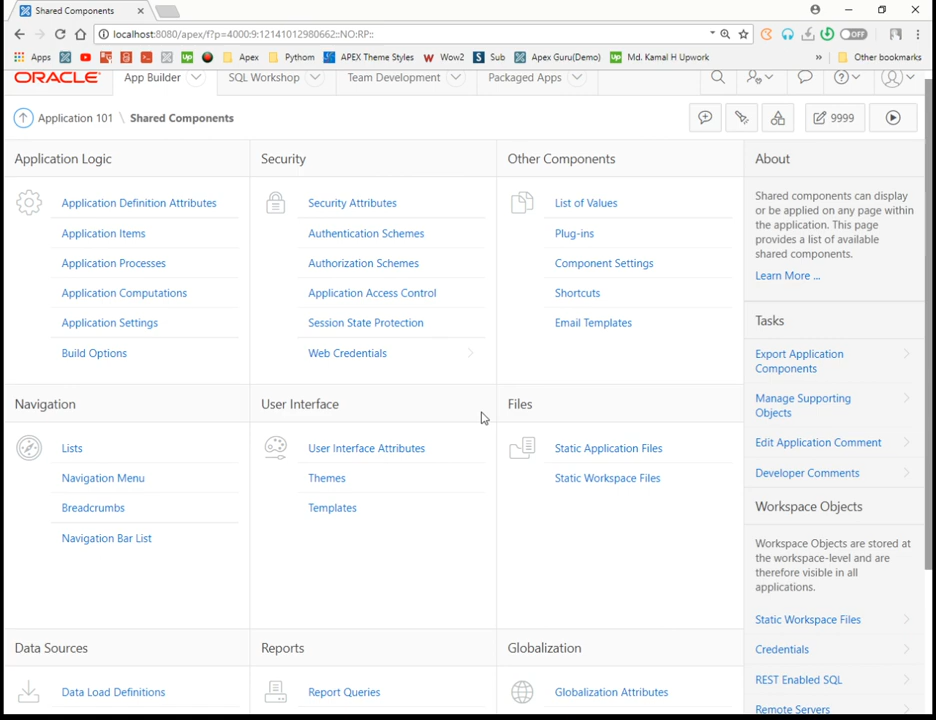 Shared Components
localhost:8080/apex/f?p=4000:9:12141012980662::NO:RP::
OFF
Apps
Apex
Python
APEX Theme Styles
Wow2
Sub
Apex Guru(Demo)
Md. Kamal H Upwork
»
Other bookmarks
ORACLE
App Builder
SQL Workshop
Team Development
Packaged Apps
Application 101 \ Shared Components
9999
Application Logic
Application Definition Attributes
Application Items
Application Processes
Application Computations
Application Settings
Build Options
Security
Security Attributes
Authentication Schemes
Authorization Schemes
Application Access Control
Session State Protection
Web Credentials
Other Components
List of Values
Plug-ins
Component Settings
Shortcuts
Email Templates
Navigation
Lists
Navigation Menu
Breadcrumbs
Navigation Bar List
User Interface
User Interface Attributes
Themes
Templates
Files
Static Application Files
Static Workspace Files
Data Sources
Data Load Definitions
Reports
Report Queries
Globalization
Globalization Attributes
About
Shared components can display
or be applied on any page within
the application. This page
provides a list of available
shared components.
Learn More ...
Tasks
Export Application
Components
Manage Supporting
Objects
Edit Application Comment
Developer Comments
Workspace Objects
Workspace Objects are stored at
the workspace-level and are
therefore visible in all
applications.
Static Workspace Files
Credentials
REST Enabled SQL
Remote Servers